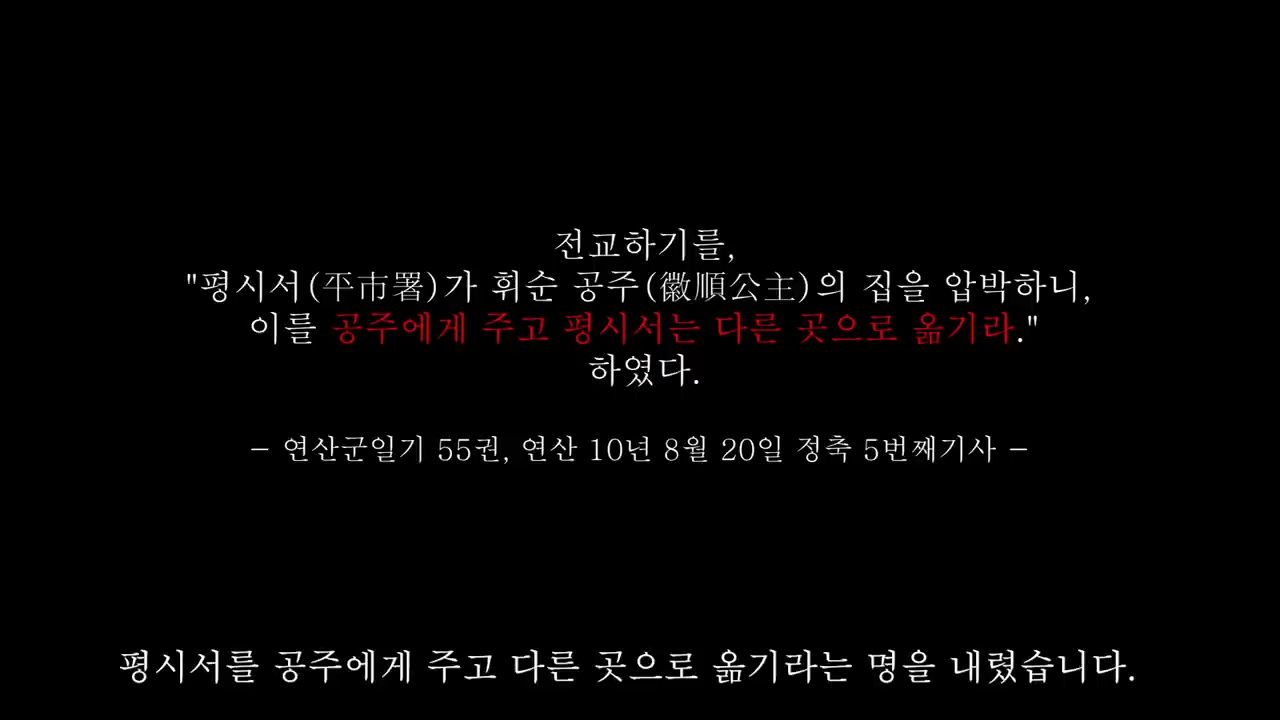 전교하기를,
"평시서(平市署)가 휘순 공주(徽順公主)의 집을 압박하니,
이를 공주에게 주고 평시서는 다른 곳으로 옮기라."
하였다.
– 연산군일기 55권, 연산 10년 8월 20일 정축 5번째기사 –
평시서를 공주에게 주고 다른 곳으로 옮기라는 명을 내렸습니다.